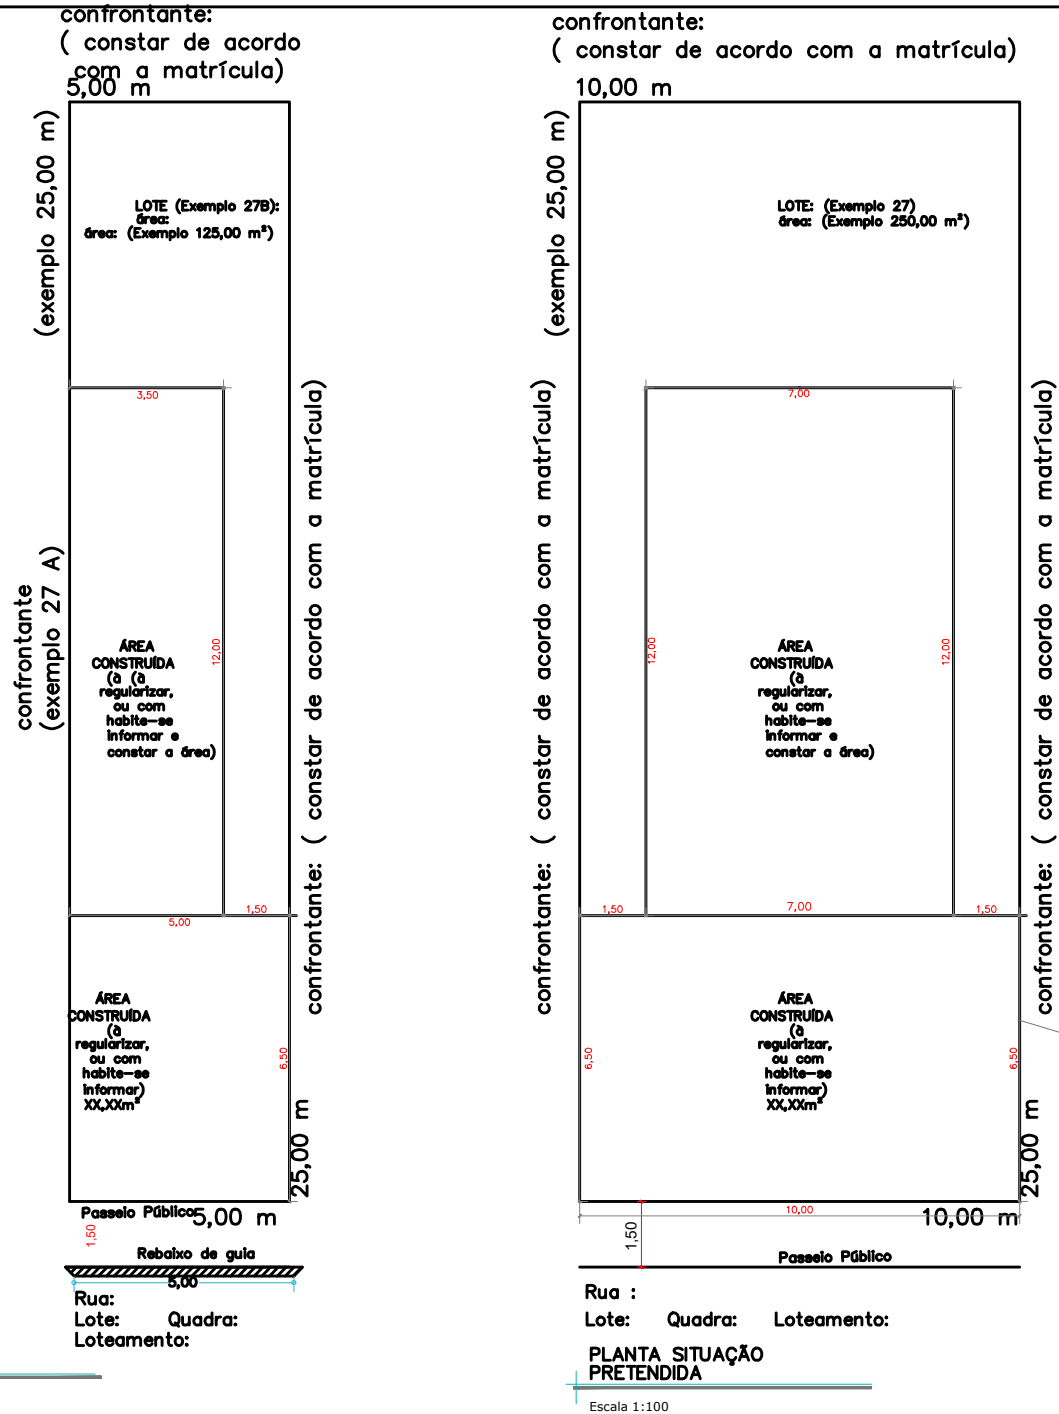 confrontante:
( constar de acordo
com a matrícula)
5,00 m
(exemplo 25,00 m)
LOTE (Exemplo 27B):
área:
área: (Exemplo 125,00 m²)
3,50
confrontante
(exemplo 27 A)
ÁREA
CONSTRUÍDA
(à (à
regularizar,
ou com
habite-se
informar e
constar a área)
12,00
confrontante: ( constar de acordo com a matrícula)
1,50
5,00
ÁREA
CONSTRUÍDA
(à
regularizar,
ou com
habite-se
informar)
XX,XXm²
6,50
25,00 m
Passeio Público
5,00 m
1,50
Rebaixo de guia
5,00
Rua:
Lote: Quadra:
Loteamento:
confrontante:
( constar de acordo com a matrícula)
10,00 m
(exemplo 25,00 m)
LOTE: (Exemplo 27)
área: (Exemplo 250,00 m²)
7,00
confrontante: ( constar de acordo com a matrícula)
12,00
ÁREA
CONSTRUÍDA
(à
regularizar,
ou com
habite-se
informar e
constar a área)
12,00
confrontante: ( constar de acordo com a matrícula)
1,50
7,00
1,50
ÁREA
CONSTRUÍDA
(à
regularizar,
ou com
habite-se
informar)
XX,XXm²
6,50
6,50
25,00 m
10,00
10,00 m
1,50
Passeio Público
Rua :
Lote: Quadra: Loteamento:
PLANTA SITUAÇÃO
PRETENDIDA
Escala 1:100